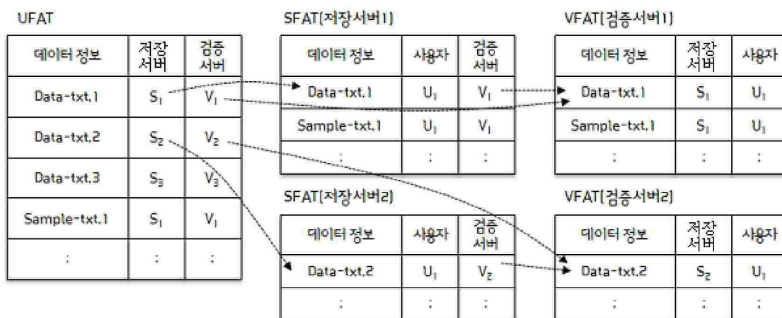 UFAT
데이터 정보 저장서버 검증서버
Data-txt.1 S₁ V₁
Data-txt.2 S₂ V₂
Data-txt.3 S₃ V₃
Sample-txt.1 S₁ V₁
: : :
SFAT(저장서버1)
데이터 정보 사용자 검증서버
Data-txt.1 U₁ V₁
Sample-txt.1 U₁ V₁
: : :
VFAT(검증서버1)
데이터 정보 저장서버 사용자
Data-txt.1 S₁ U₁
Sample-txt.1 S₁ U₁
: : :
SFAT(저장서버2)
데이터 정보 사용자 검증서버
Data-txt.2 U₁ V₂
: : :
VFAT(검증서버2)
데이터 정보 저장서버 사용자
Data-txt.2 S₂ U₁
: : :